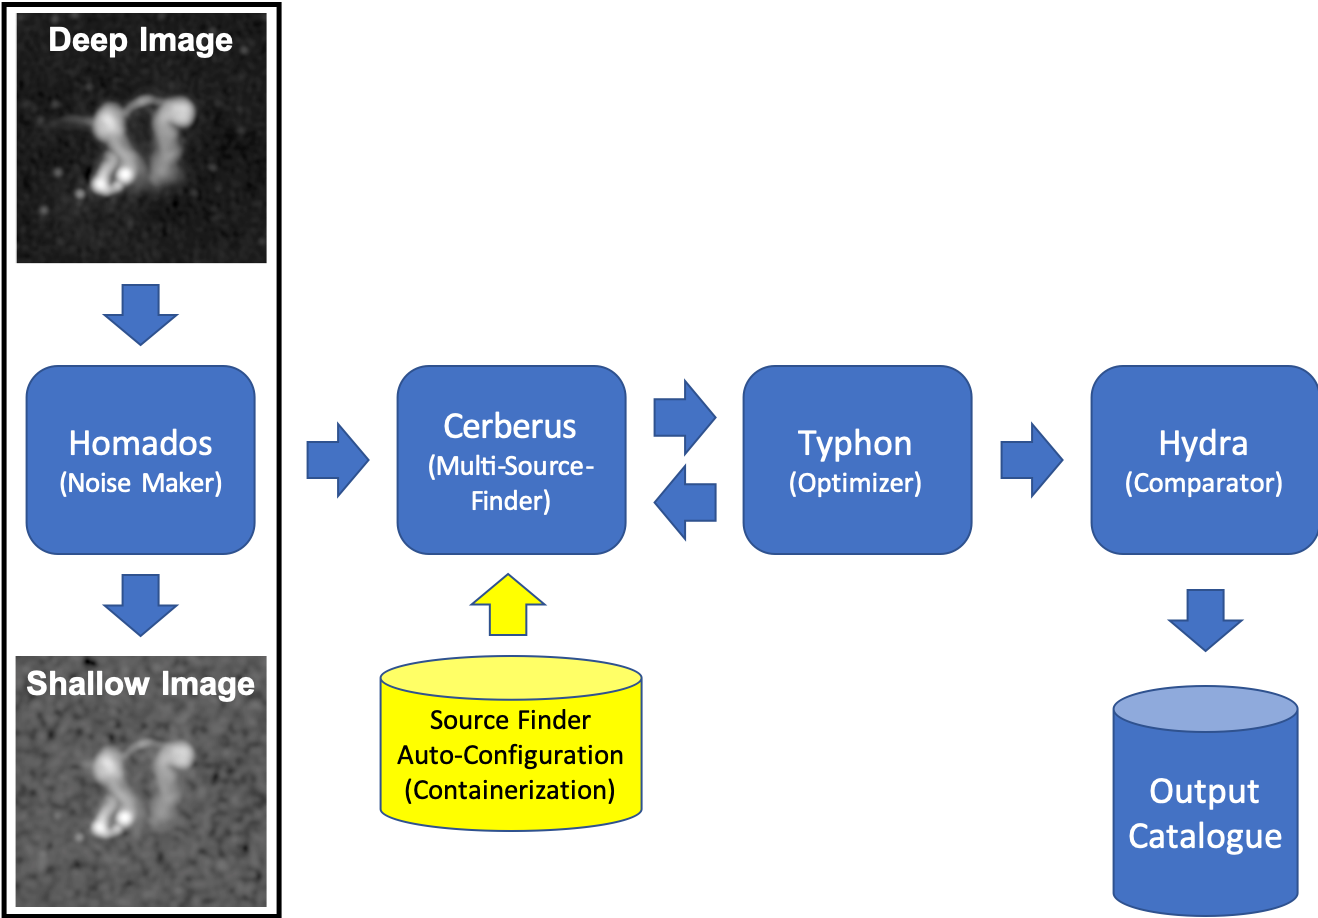 Deep Image
Homados
(Noise Maker)
Shallow Image
Cerberus
(Multi-Source-
Finder)
Source Finder
Auto-Configuration
(Containerization)
Typhon
(Optimizer)
Hydra
(Comparator)
Output
Catalogue